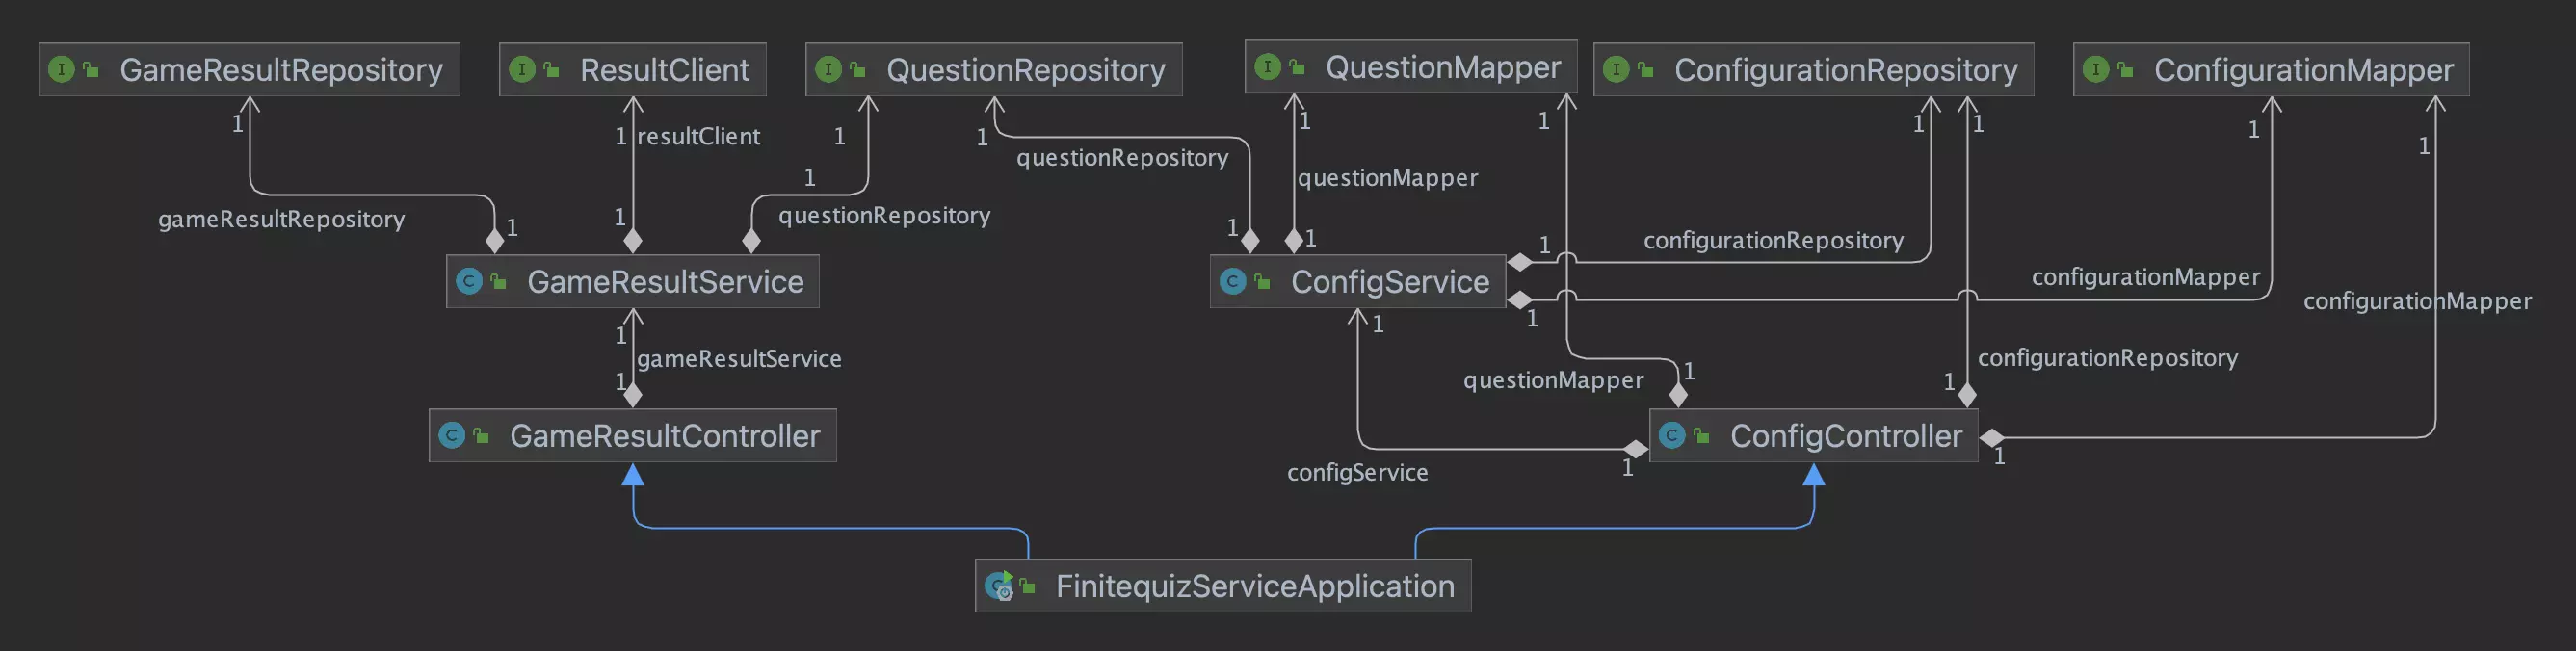 I GameResultRepository
I ResultClient
I QuestionRepository
I QuestionMapper
I ConfigurationRepository
I ConfigurationMapper
1
1 resultClient
1
1
questionRepository
1
1
1
1
1
1
1
questionMapper
1
gameResultRepository
1
1
questionRepository
1
1
1
configurationRepository
1
configurationMapper
configurationMapper
1
C GameResultService
C ConfigService
1
gameResultService
1
1
questionMapper
1
configurationRepository
1
C GameResultController
C ConfigController
configService
1
1
C FinitequizServiceApplication